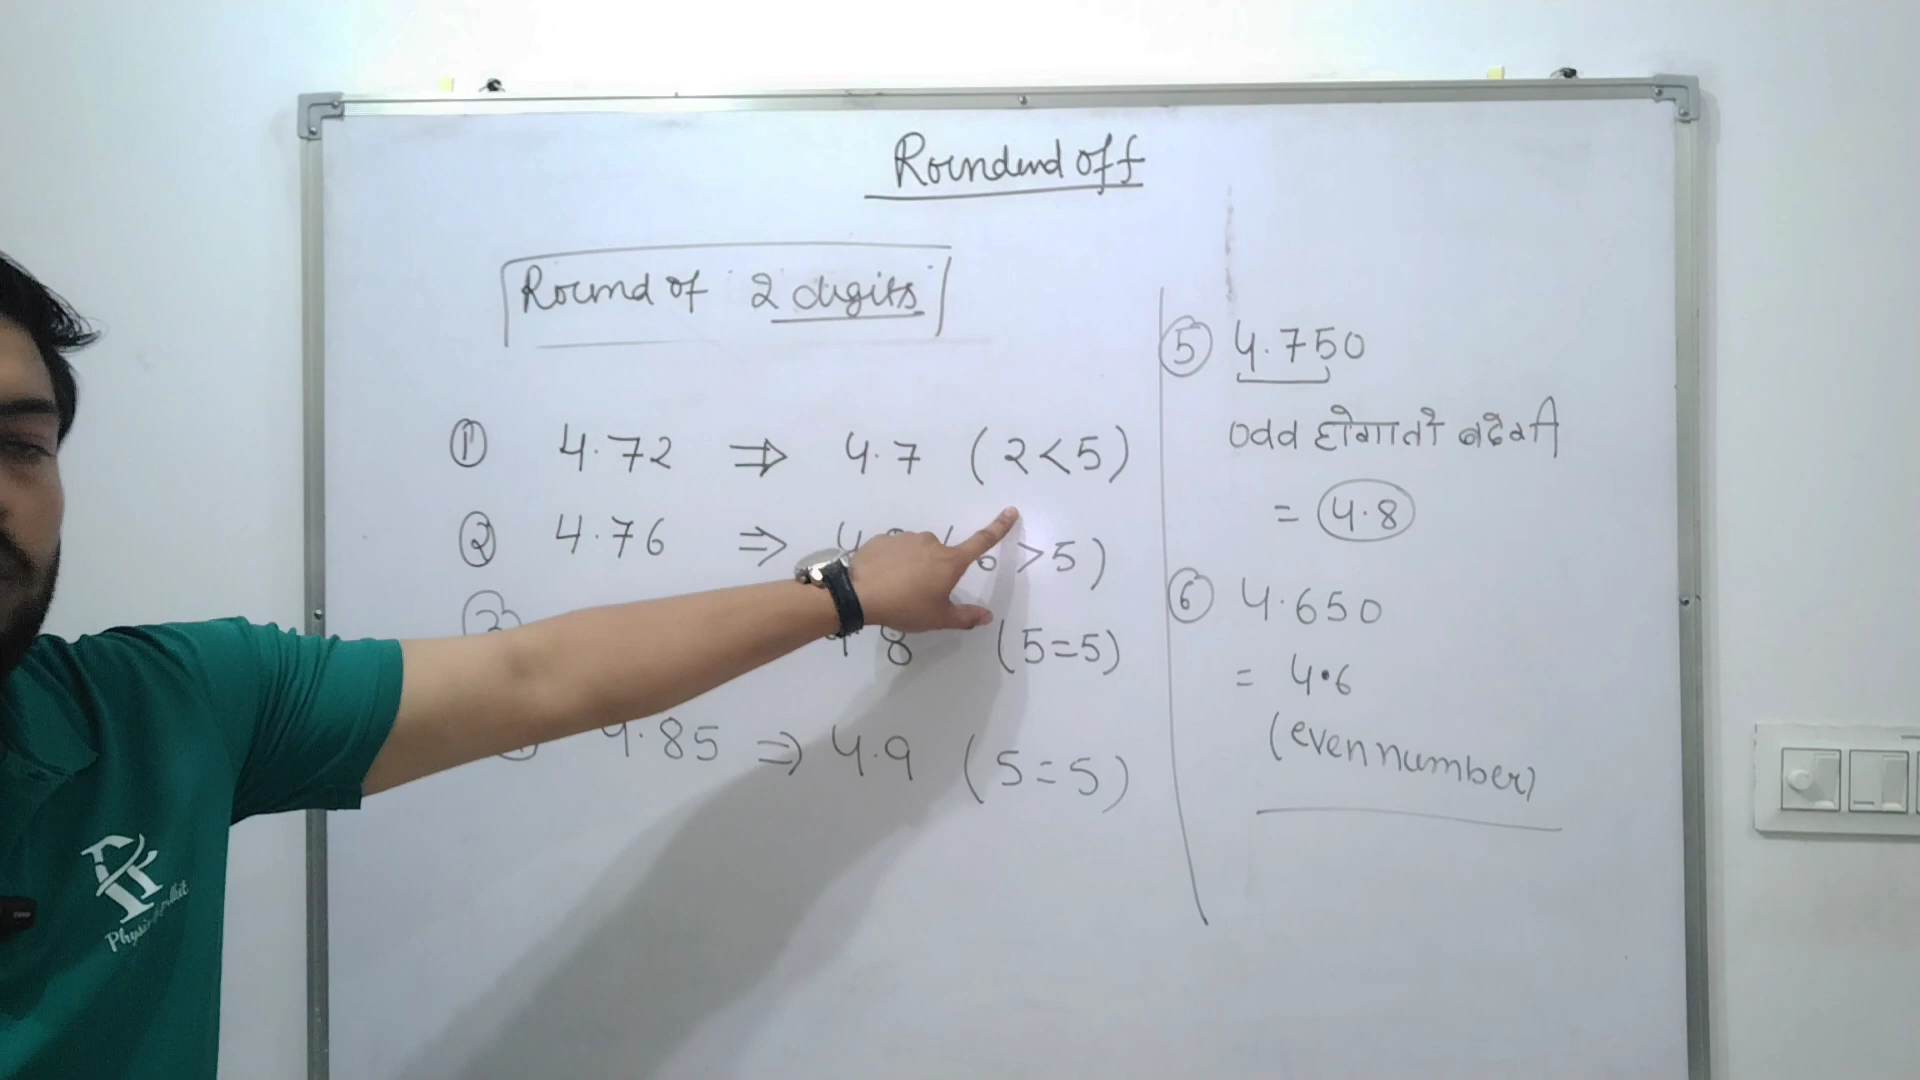 Roundend off
Round of 2 digits
① 4.72 ⇒ 4.7 (2<5)
② 4.76 ⇒ >5)
8 (5=5)
4.85 ⇒ 4.9 (5=5)
⑤ 4.750
odd होगा तो बढ़ेगी
= 4.8
⑥ 4.650
= 4.6
(even number)
PK